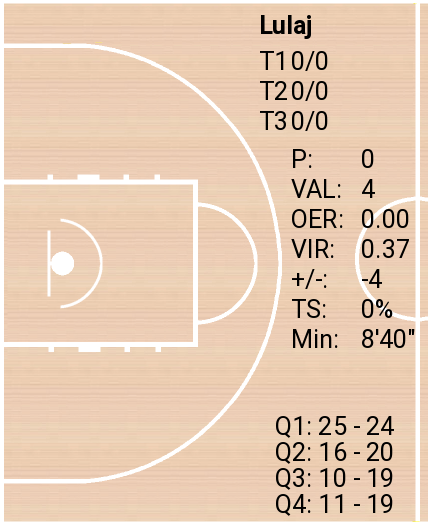 Lulaj
T1 0/0
T2 0/0
T3 0/0
P: 0
VAL: 4
OER: 0.00
VIR: 0.37
+/-: -4
TS: 0%
Min: 8'40"
Q1: 25 - 24
Q2: 16 - 20
Q3: 10 - 19
Q4: 11 - 19